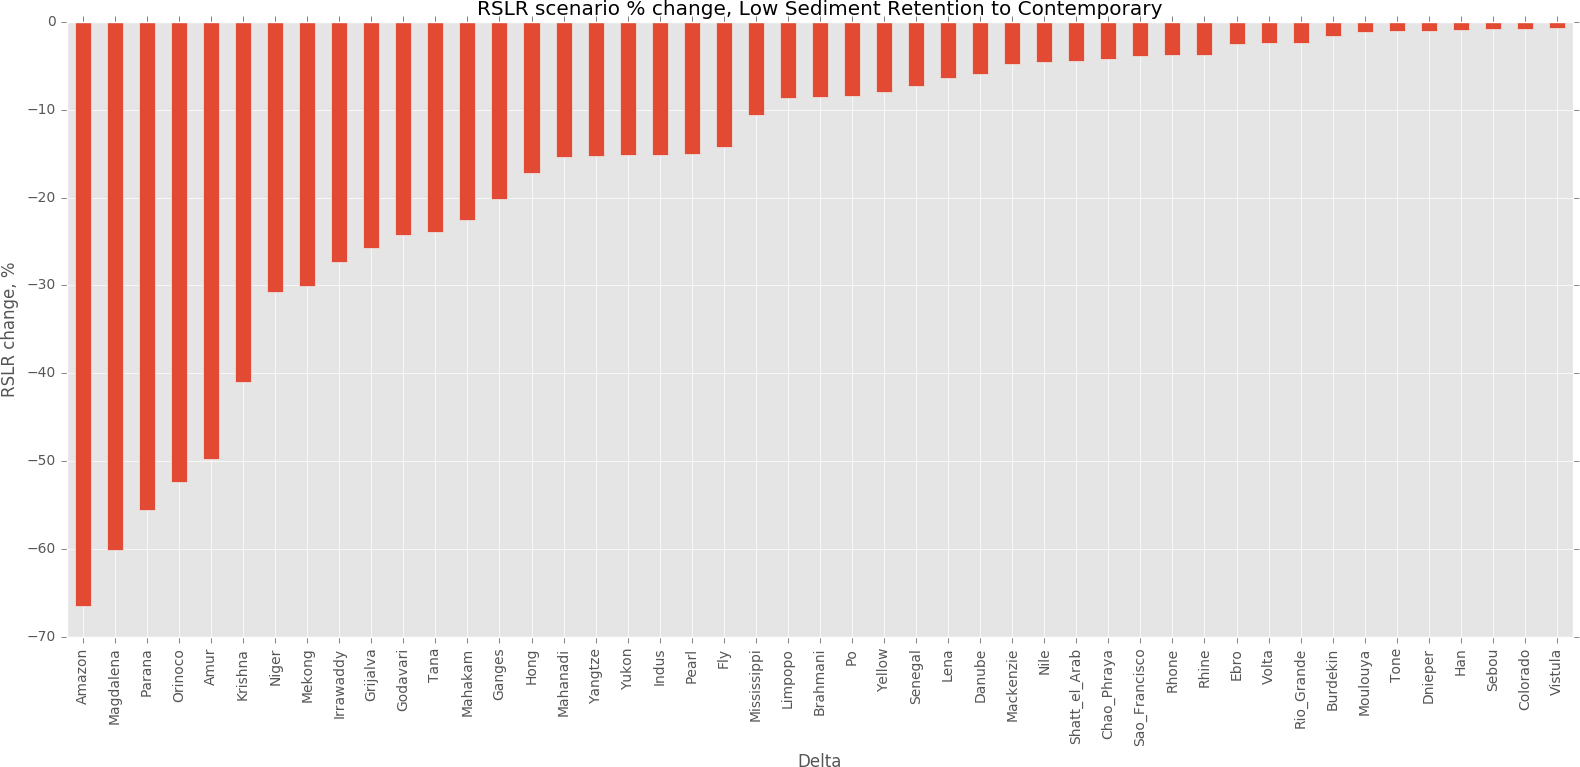 RSLR scenario % change, Low Sediment Retention to Contemporary
RSLR change, %
0
−10
−20
−30
−40
−50
−60
−70
Amazon
Magdalena
Parana
Orinoco
Amur
Krishna
Niger
Mekong
Irrawaddy
Grijalva
Godavari
Tana
Mahakam
Ganges
Hong
Mahanadi
Yangtze
Yukon
Indus
Pearl
Fly
Mississippi
Limpopo
Brahmani
Po
Yellow
Senegal
Lena
Danube
Mackenzie
Nile
Shatt_el_Arab
Chao_Phraya
Sao_Francisco
Rhone
Rhine
Ebro
Volta
Rio_Grande
Burdekin
Moulouya
Tone
Dnieper
Han
Sebou
Colorado
Vistula
Delta